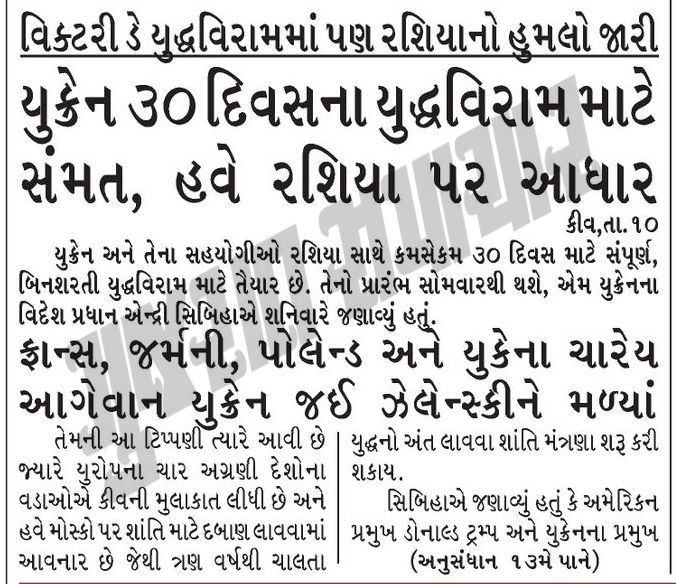 વિક્ટરી ડે યુદ્ધવિરામમાં પણ રશિયાનો હુમલો જારી
યુક્રેન ૩૦ દિવસના યુદ્ધવિરામ માટે
સંમત, હવે રશિયા પર આધાર
કીવ,તા.૧૦
યુક્રેન અને તેના સહયોગીઓ રશિયા સાથે કમસેકમ ૩૦ દિવસ માટે સંપૂર્ણ,
બિનશરતી યુદ્ધવિરામ માટે તૈયાર છે. તેનો પ્રારંભ સોમવારથી થશે, એમ યુક્રેનના
વિદેશ પ્રધાન એન્દ્રી સિબિહાએ શનિવારે જણાવ્યું હતું.
ફ્રાન્સ, જર્મની, પોલેન્ડ અને યુકેના ચારેય
આગેવાન યુક્રેન જઈ ઝેલેન્સ્કીને મળ્યાં
તેમની આ ટિપ્પણી ત્યારે આવી છે
જ્યારે યુરોપના ચાર અગ્રણી દેશોના
વડાઓએ કીવની મુલાકાત લીધી છે અને
હવે મોસ્કો પર શાંતિ માટે દબાણ લાવવામાં
આવનાર છે જેથી ત્રણ વર્ષથી ચાલતા
યુદ્ધનો અંત લાવવા શાંતિ મંત્રણા શરૂ કરી
શકાય.
સિબિહાએ જણાવ્યું હતું કે અમેરિકન
પ્રમુખ ડોનાલ્ડ ટ્રમ્પ અને યુક્રેનના પ્રમુખ
(અનુસંધાન ૧૩મે પાને)